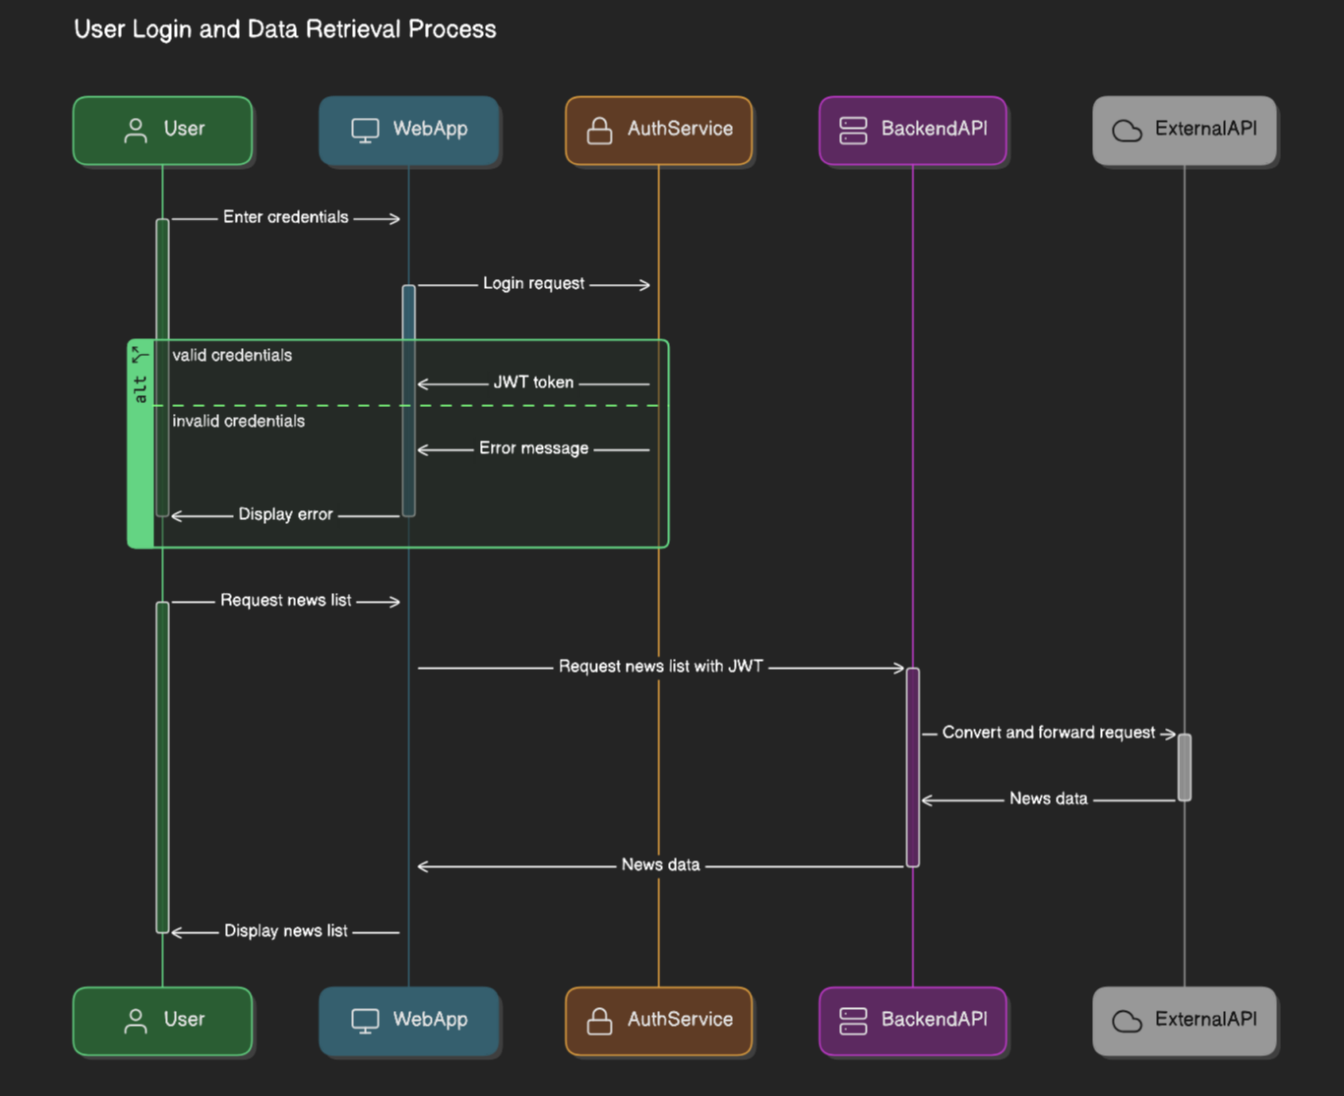 User Login and Data Retrieval Process
User
WebApp
AuthService
BackendAPI
ExternalAPI
Enter credentials
Login request
alt
valid credentials
JWT token
invalid credentials
Error message
Display error
Request news list
Request news list with JWT
Convert and forward request
News data
News data
Display news list
User
WebApp
AuthService
BackendAPI
ExternalAPI